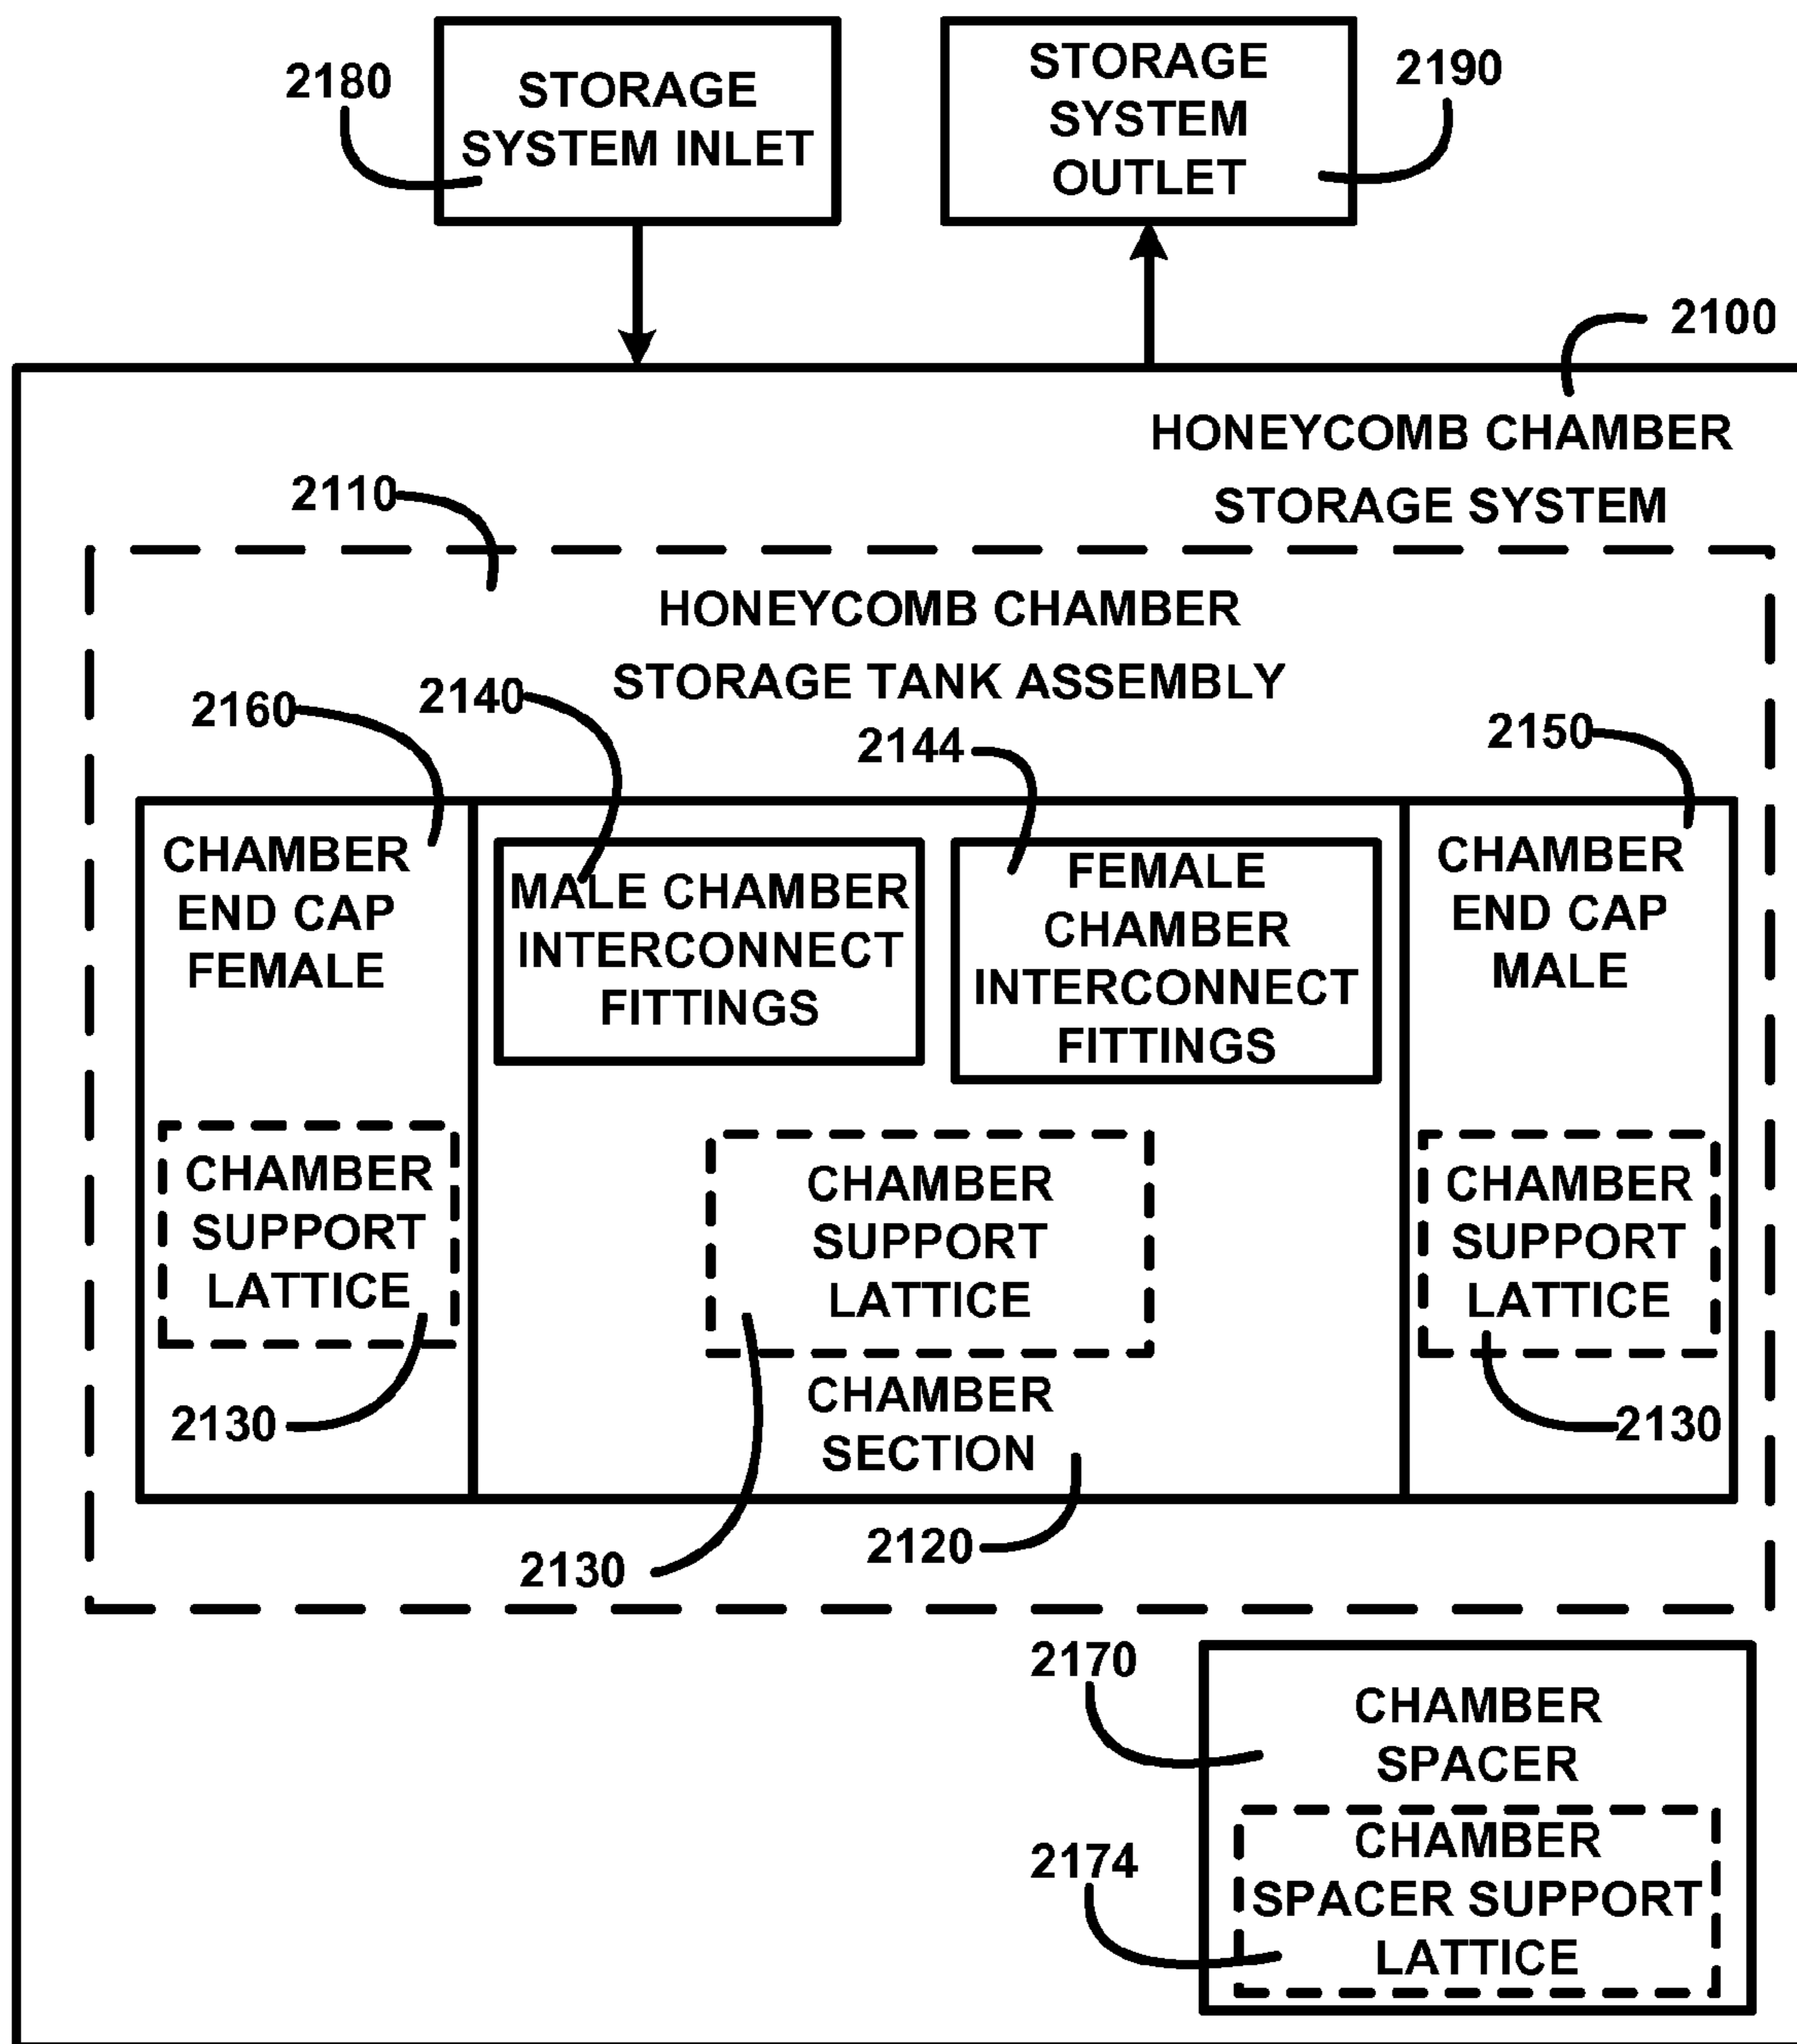 2180
STORAGE
SYSTEM INLET
STORAGE
SYSTEM
OUTLET
2190
2100
HONEYCOMB CHAMBER
STORAGE SYSTEM
2110
HONEYCOMB CHAMBER
STORAGE TANK ASSEMBLY
2160
2140
2144
2150
CHAMBER
END CAP
FEMALE
MALE CHAMBER
INTERCONNECT
FITTINGS
FEMALE
CHAMBER
INTERCONNECT
FITTINGS
CHAMBER
END CAP
MALE
CHAMBER
SUPPORT
LATTICE
2130
CHAMBER
SUPPORT
LATTICE
CHAMBER
SECTION
2130
2120
CHAMBER
SUPPORT
LATTICE
2130
2170
CHAMBER
SPACER
2174
CHAMBER
SPACER SUPPORT
LATTICE